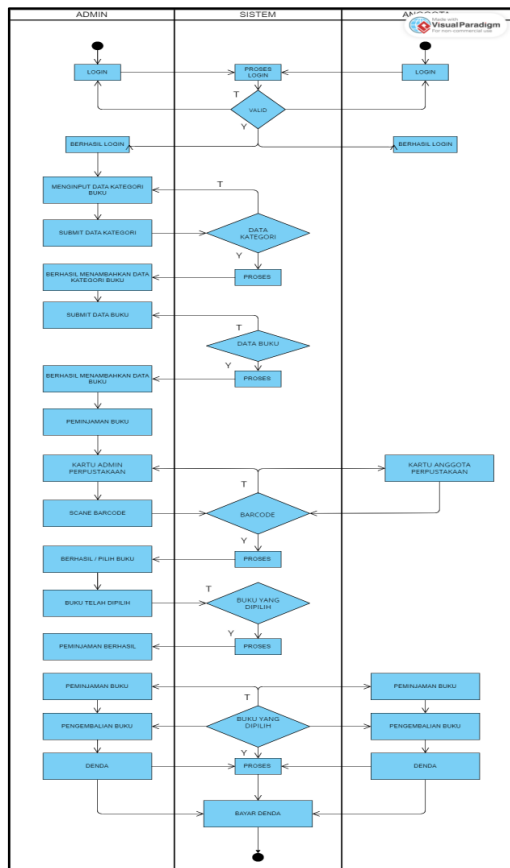 ADMIN
SISTEM
ANGGOTA
Made with
Visual Paradigm
For non-commercial use
LOGIN
PROSES
LOGIN
LOGIN
T
VALID
Y
BERHASIL LOGIN
BERHASIL LOGIN
MENGINPUT DATA KATEGORI
BUKU
T
SUBMIT DATA KATEGORI
DATA
KATEGORI
Y
BERHASIL MENAMBAHKAN DATA
KATEGORI BUKU
PROSES
SUBMIT DATA BUKU
T
DATA BUKU
Y
BERHASIL MENAMBAHKAN DATA
BUKU
PROSES
PEMINJAMAN BUKU
KARTU ADMIN
PERPUSTAKAAN
KARTU ANGGOTA
PERPUSTAKAAN
T
SCANE BARCODE
BARCODE
Y
BERHASIL / PILIH BUKU
PROSES
T
BUKU TELAH DIPILIH
BUKU YANG
DIPILIH
Y
PEMINJAMAN BERHASIL
PROSES
PEMINJAMAN BUKU
PEMINJAMAN BUKU
T
PENGEMBALIAN BUKU
BUKU YANG
DIPILIH
PENGEMBALIAN BUKU
Y
DENDA
PROSES
DENDA
BAYAR DENDA